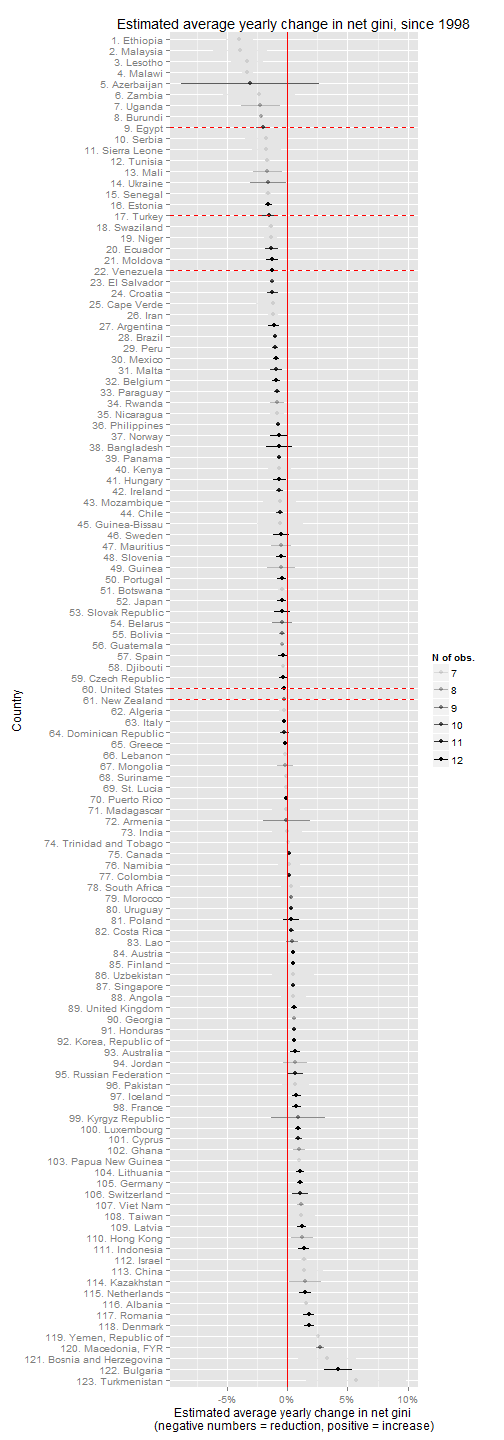 Estimated average yearly change in net gini, since 1998
1. Ethiopia
2. Malaysia
3. Lesotho
4. Malawi
5. Azerbaijan
6. Zambia
7. Uganda
8. Burundi
9. Egypt
10. Serbia
11. Sierra Leone
12. Tunisia
13. Mali
14. Ukraine
15. Senegal
16. Estonia
17. Turkey
18. Swaziland
19. Niger
20. Ecuador
21. Moldova
22. Venezuela
23. El Salvador
24. Croatia
25. Cape Verde
26. Iran
27. Argentina
28. Brazil
29. Peru
30. Mexico
31. Malta
32. Belgium
33. Paraguay
34. Rwanda
35. Nicaragua
36. Philippines
37. Norway
38. Bangladesh
39. Panama
40. Kenya
41. Hungary
42. Ireland
43. Mozambique
44. Chile
45. Guinea-Bissau
46. Sweden
47. Mauritius
48. Slovenia
49. Guinea
50. Portugal
51. Botswana
52. Japan
53. Slovak Republic
54. Belarus
55. Bolivia
56. Guatemala
57. Spain
58. Djibouti
59. Czech Republic
60. United States
61. New Zealand
62. Algeria
63. Italy
64. Dominican Republic
65. Greece
66. Lebanon
67. Mongolia
68. Suriname
69. St. Lucia
70. Puerto Rico
71. Madagascar
72. Armenia
73. India
74. Trinidad and Tobago
75. Canada
76. Namibia
77. Colombia
78. South Africa
79. Morocco
80. Uruguay
81. Poland
82. Costa Rica
83. Lao
84. Austria
85. Finland
86. Uzbekistan
87. Singapore
88. Angola
89. United Kingdom
90. Georgia
91. Honduras
92. Korea, Republic of
93. Australia
94. Jordan
95. Russian Federation
96. Pakistan
97. Iceland
98. France
99. Kyrgyz Republic
100. Luxembourg
101. Cyprus
102. Ghana
103. Papua New Guinea
104. Lithuania
105. Germany
106. Switzerland
107. Viet Nam
108. Taiwan
109. Latvia
110. Hong Kong
111. Indonesia
112. Israel
113. China
114. Kazakhstan
115. Netherlands
116. Albania
117. Romania
118. Denmark
119. Yemen, Republic of
120. Macedonia, FYR
121. Bosnia and Herzegovina
122. Bulgaria
123. Turkmenistan
Country
-5%
0%
5%
10%
Estimated average yearly change in net gini
(negative numbers = reduction, positive = increase)
N of obs.
7
8
9
10
11
12